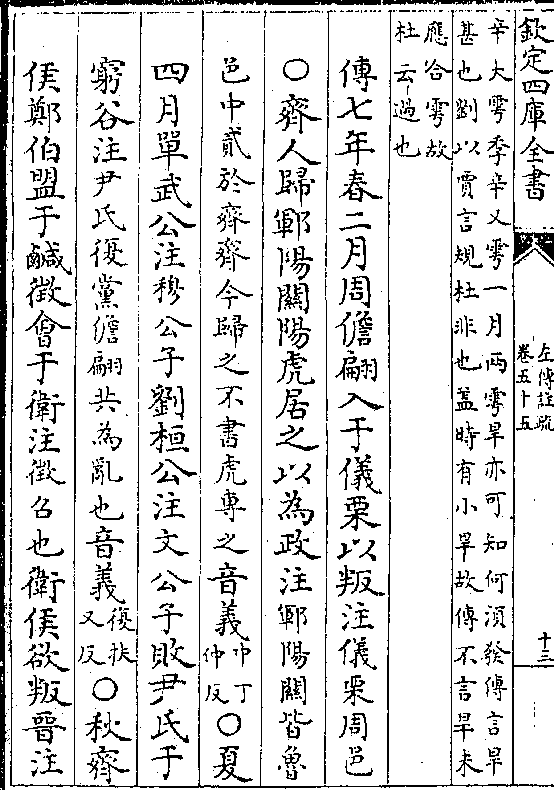 欽定四庫全書
左傳註疏
卷五十五
十三
辛大雩季辛又雩一月兩雩旱亦可知何須發傳言旱
甚也劉以賈言規杜非也蓋時有小旱故傳不言旱未
應合雩故
杜云過也
傳七年春二月周儋翩入于儀栗以叛注儀栗周邑
○齊人歸鄆陽關陽虎居之以為政注鄆陽關皆魯
邑中貳於齊齊今歸之不書虎專之音義中丁仲反○夏
四月單武公注穆公子劉桓公注文公子敗尹氏于
窮谷注尹氏復黨儋翩共為亂也音義復扶又反○秋齊
侯鄭伯盟于鹹徵會于衛注徵召也衛侯欲叛晉注